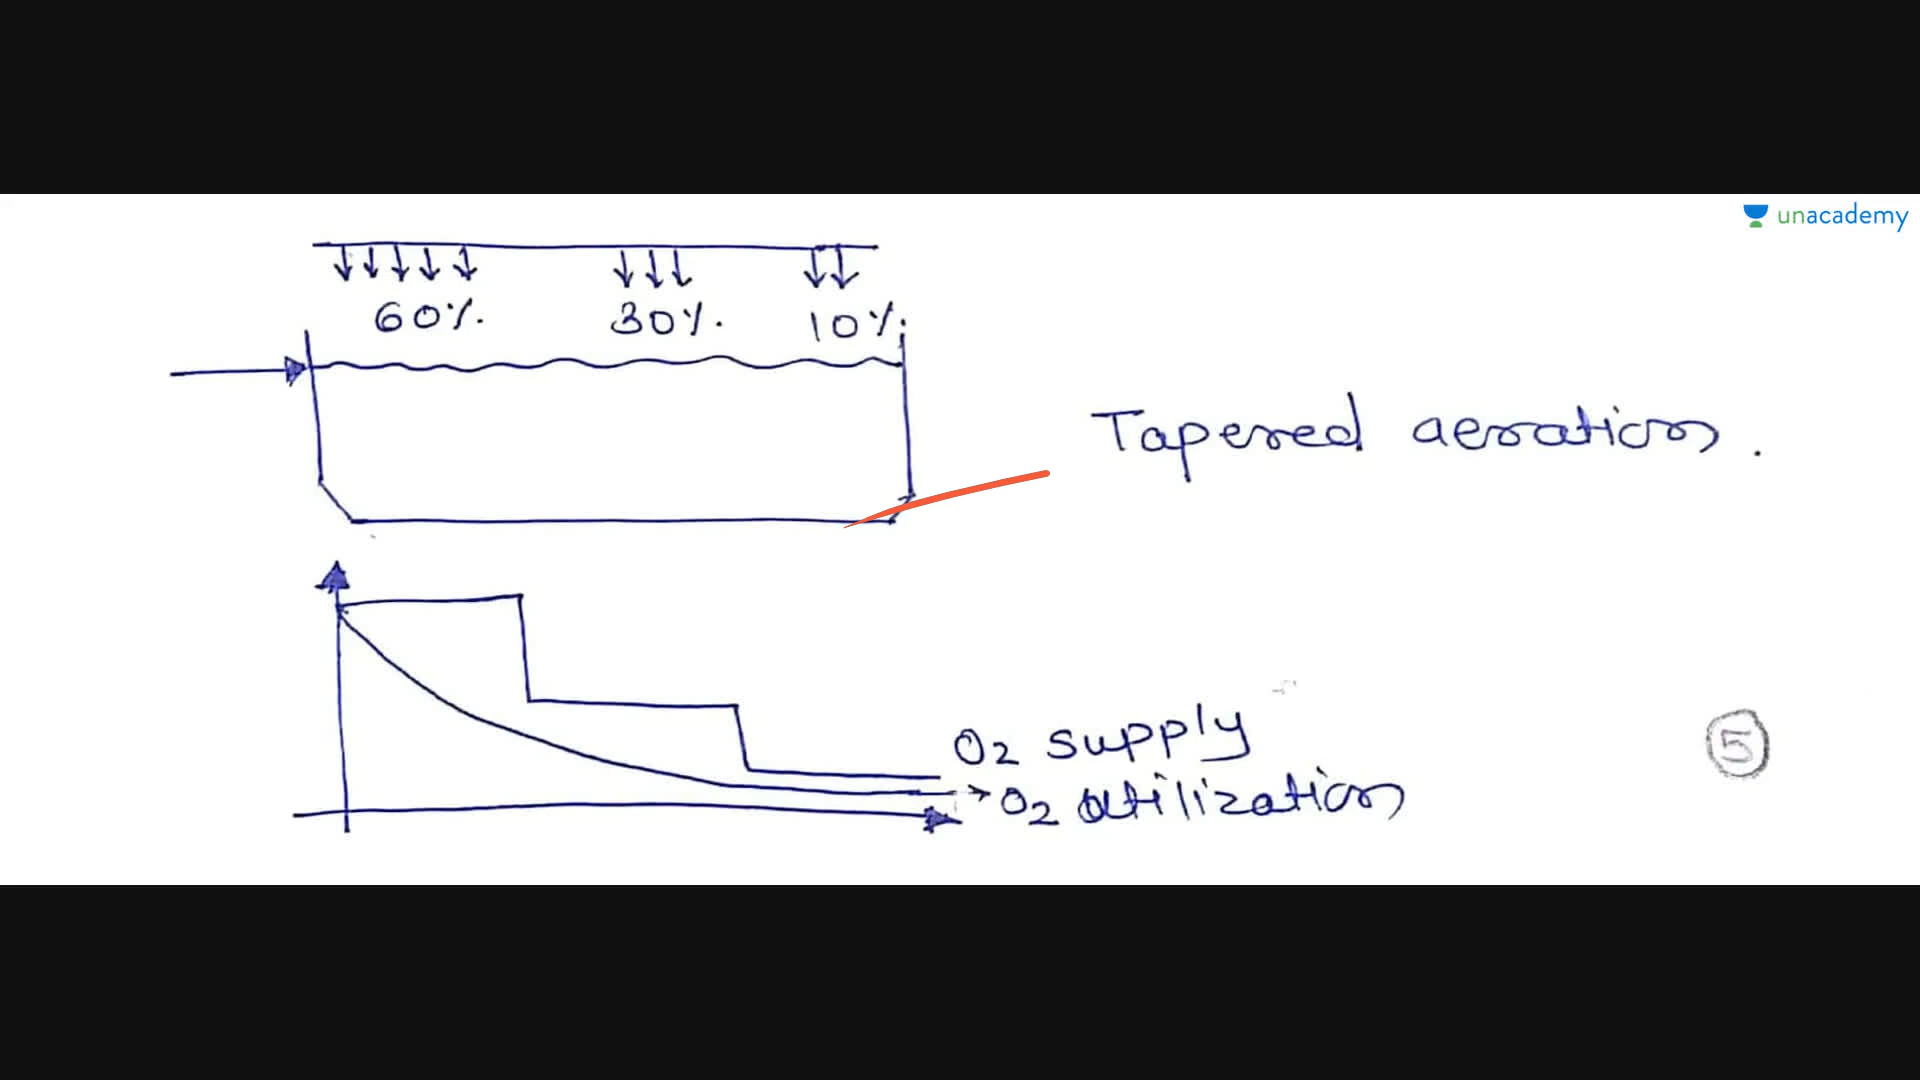 unacademy
60%. 30%. 10%.
Tapered aeration.
O2 supply
O2 utilization
5